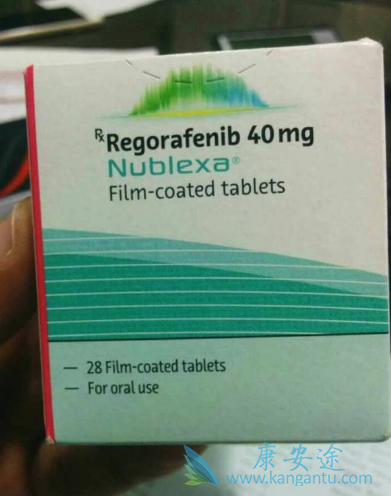 Rx Regorafenib 40 mg
Nublexa®
Film-coated tablets
— 28 Film-coated tablets
— For oral use
康安途
www.kangantu.com